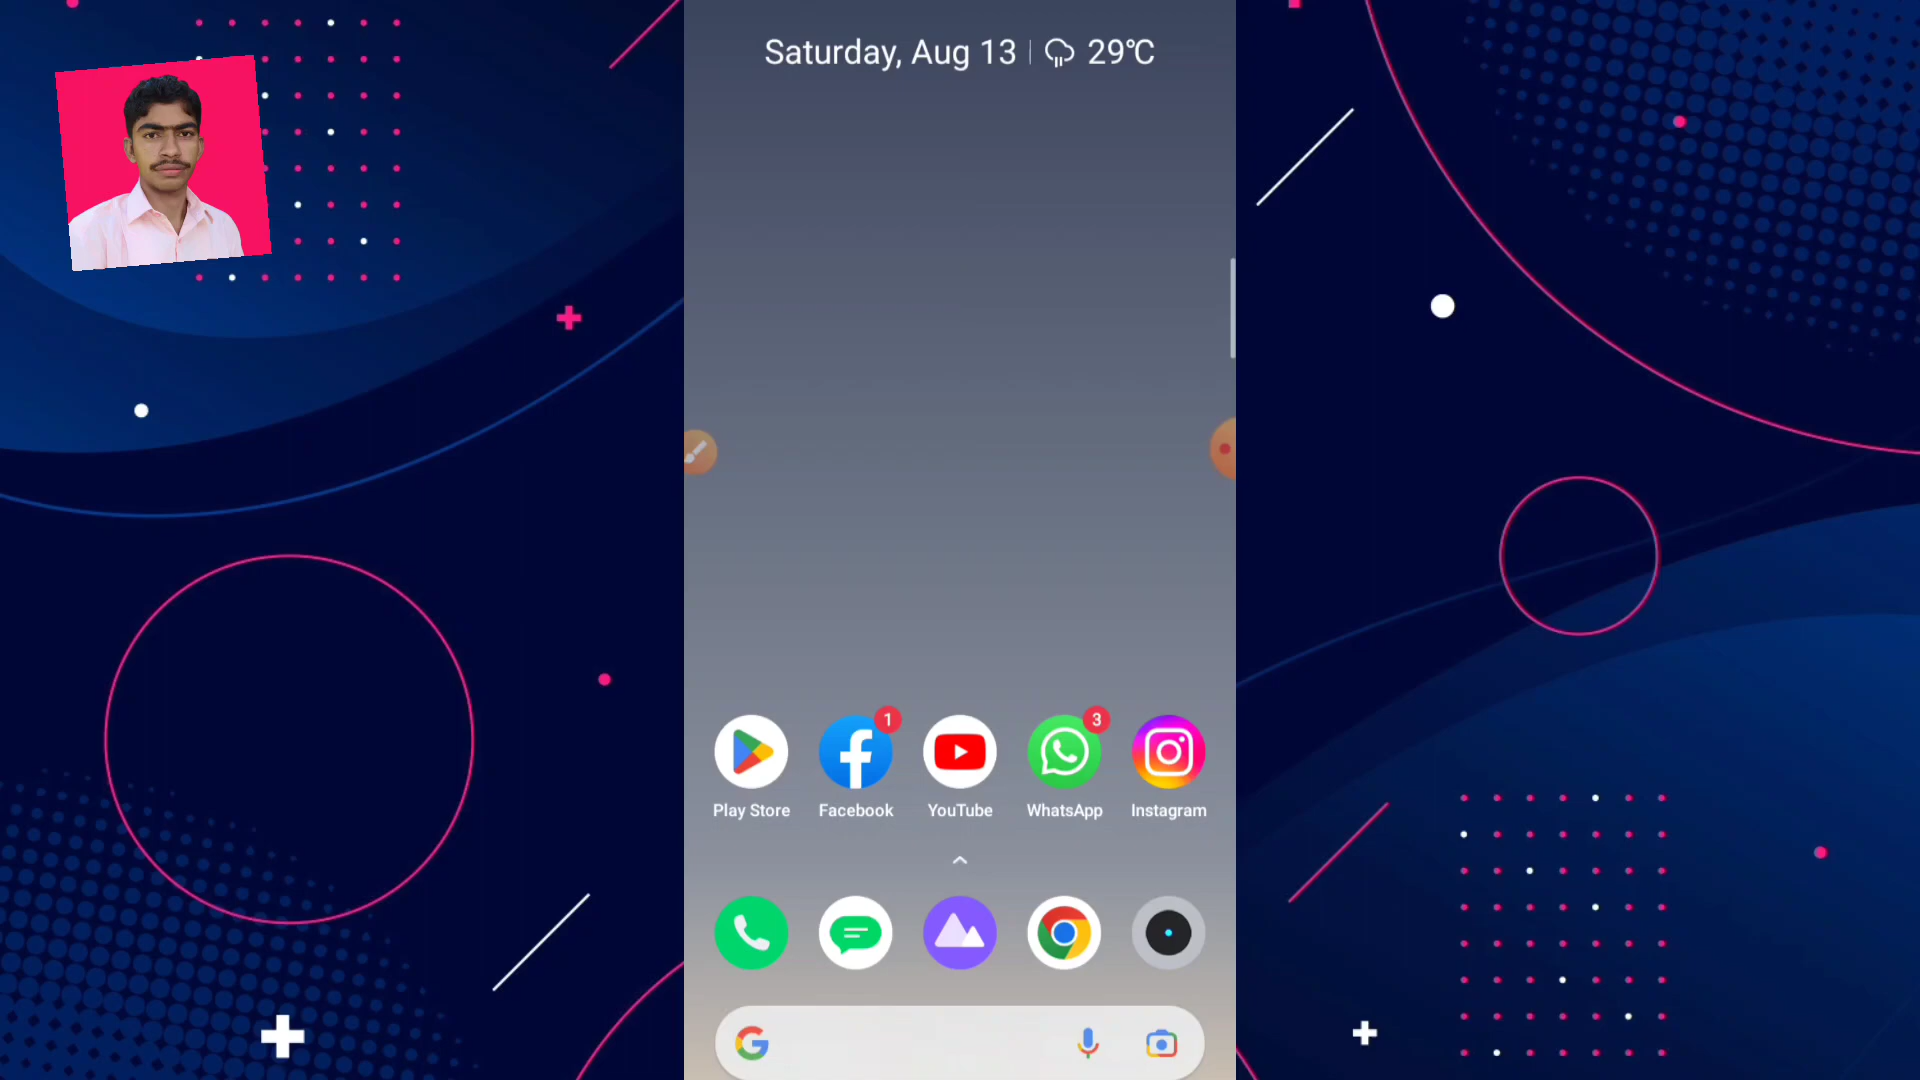 Saturday, Aug 13 | 29°C
1
3
Play Store
Facebook
YouTube
WhatsApp
Instagram